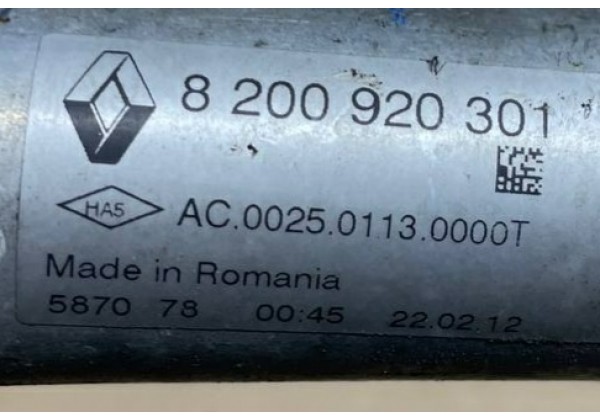 8 200 920 301
HA5 AC.0025.0113.0000T
Made in Romania
5870 78 00:45 22.02.12